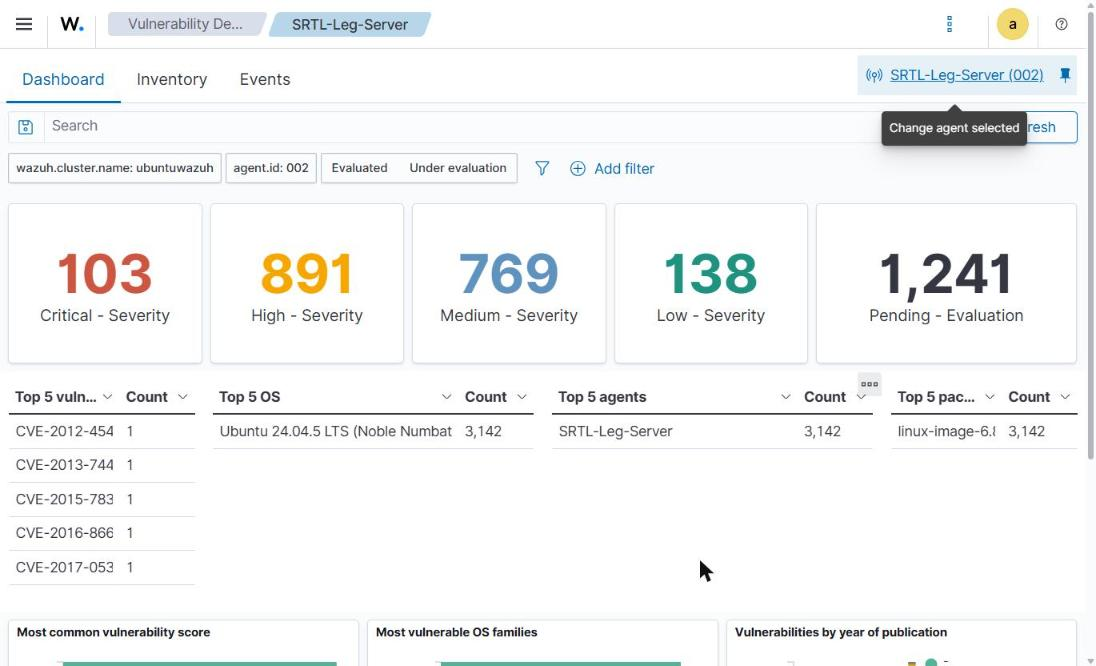 W.
Vulnerability De...
SRTL-Leg-Server
a
Dashboard
Inventory
Events
SRTL-Leg-Server (002)
Search
Change agent selected
resh
wazuh.cluster.name: ubuntuwazuh
agent.id: 002
Evaluated
Under evaluation
Add filter
103
Critical - Severity
891
High - Severity
769
Medium - Severity
138
Low - Severity
1,241
Pending - Evaluation
Top 5 vuln... Count
CVE-2012-454 1
CVE-2013-744 1
CVE-2015-783 1
CVE-2016-866 1
CVE-2017-053 1
Top 5 OS Count
Ubuntu 24.04.5 LTS (Noble Numbat 3,142
Top 5 agents Count
SRTL-Leg-Server 3,142
Top 5 pac... Count
linux-image-6.8 3,142
Most common vulnerability score
Most vulnerable OS families
Vulnerabilities by year of publication